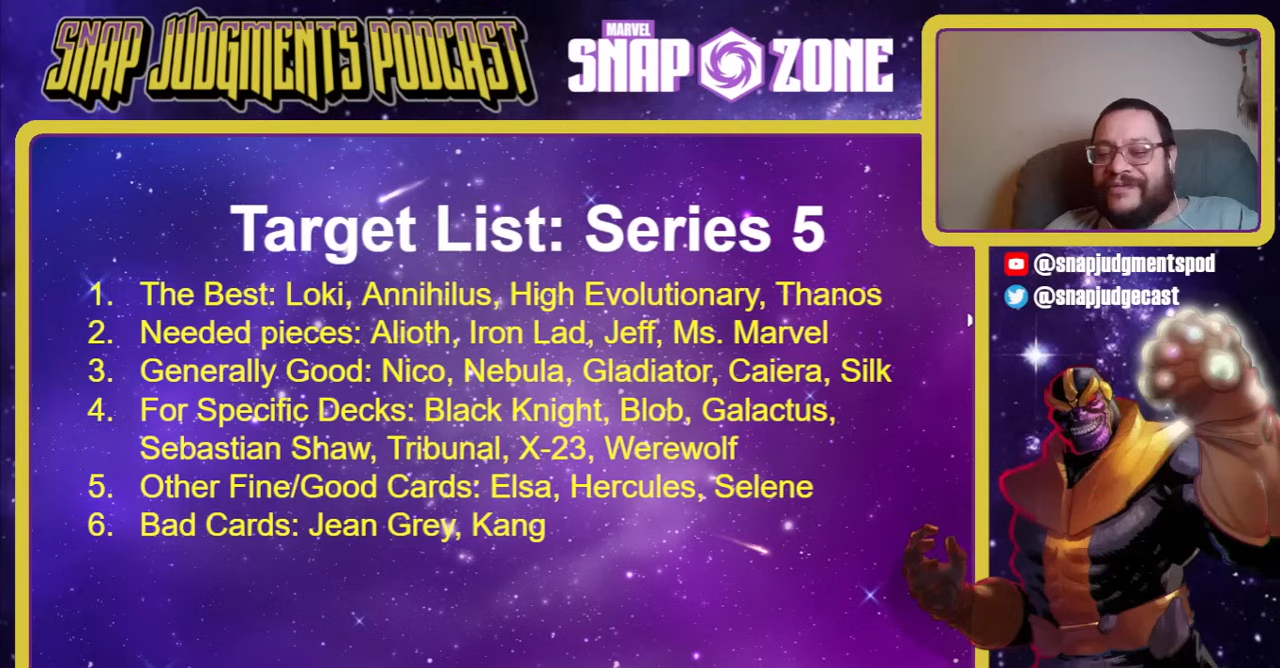 SNAP JUDGMENTS PODCAST
MARVEL
SNAP ZONE
Target List: Series 5
1. The Best: Loki, Annihilus, High Evolutionary, Thanos
2. Needed pieces: Alioth, Iron Lad, Jeff, Ms. Marvel
3. Generally Good: Nico, Nebula, Gladiator, Caiera, Silk
4. For Specific Decks: Black Knight, Blob, Galactus,
Sebastian Shaw, Tribunal, X-23, Werewolf
5. Other Fine/Good Cards: Elsa, Hercules, Selene
6. Bad Cards: Jean Grey, Kang
@snapjudgmentspod
@snapjudgecast